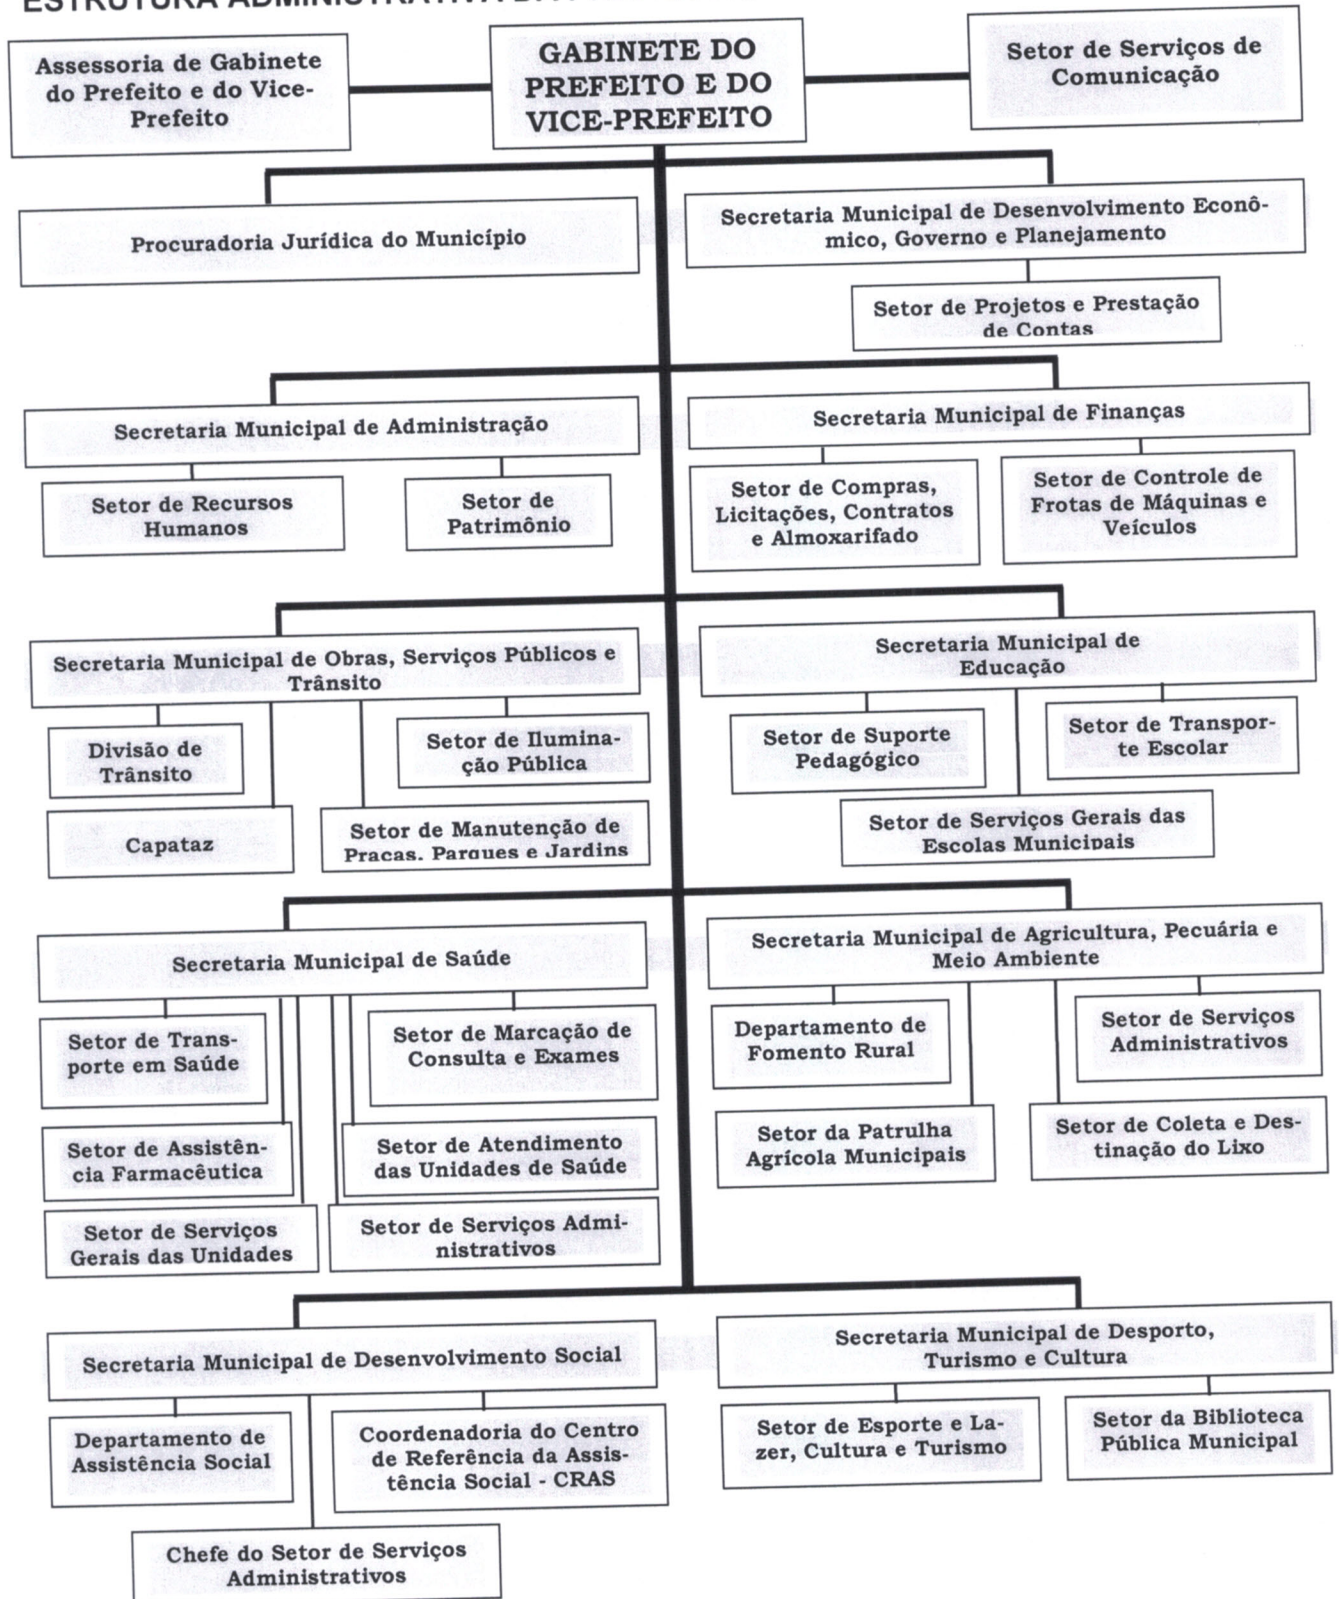 ESTRUTURA ADMINISTRATIVA
Assessoria de Gabinete
do Prefeito e do Vice-
Prefeito
GABINETE DO
PREFEITO E DO
VICE-PREFEITO
Setor de Serviços de
Comunicação
Procuradoria Jurídica do Município
Secretaria Municipal de Desenvolvimento Econô-
mico, Governo e Planejamento
Setor de Projetos e Prestação
de Contas
Secretaria Municipal de Administração
Setor de Recursos
Humanos
Setor de
Patrimônio
Secretaria Municipal de Finanças
Setor de Compras,
Licitações, Contratos
e Almoxarifado
Setor de Controle de
Frotas de Máquinas e
Veículos
Secretaria Municipal de Obras, Serviços Públicos e
Trânsito
Divisão de
Trânsito
Setor de Ilumina-
ção Pública
Capataz
Setor de Manutenção de
Praças, Parques e Jardins
Secretaria Municipal de
Educação
Setor de Suporte
Pedagógico
Setor de Transpor-
te Escolar
Setor de Serviços Gerais das
Escolas Municipais
Secretaria Municipal de Saúde
Setor de Trans-
porte em Saúde
Setor de Marcação de
Consulta e Exames
Setor de Assistên-
cia Farmacêutica
Setor de Atendimento
das Unidades de Saúde
Setor de Serviços
Gerais das Unidades
Setor de Serviços Admi-
nistrativos
Secretaria Municipal de Agricultura, Pecuária e
Meio Ambiente
Departamento de
Fomento Rural
Setor de Serviços
Administrativos
Setor da Patrulha
Agrícola Municipais
Setor de Coleta e Des-
tinação do Lixo
Secretaria Municipal de Desenvolvimento Social
Departamento de
Assistência Social
Coordenadoria do Centro
de Referência da Assis-
tência Social - CRAS
Chefe do Setor de Serviços
Administrativos
Secretaria Municipal de Desporto,
Turismo e Cultura
Setor de Esporte e La-
zer, Cultura e Turismo
Setor da Biblioteca
Pública Municipal